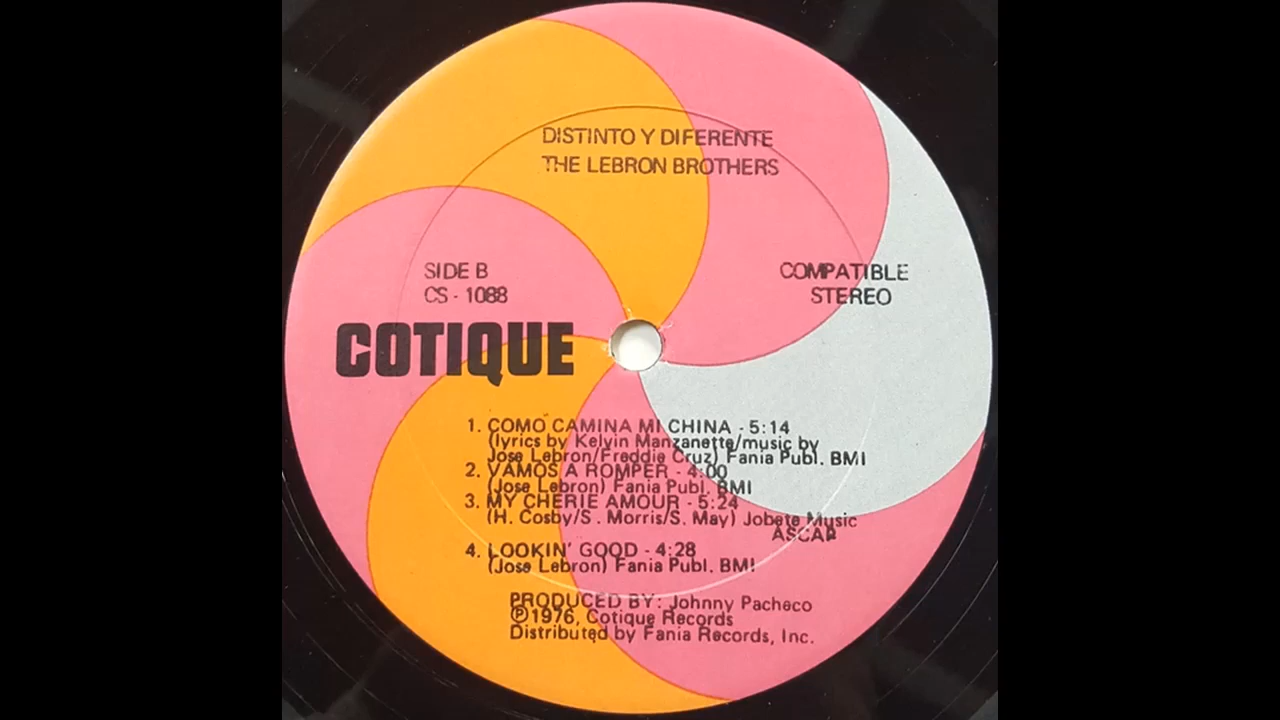 DISTINTO Y DIFERENTE
THE LEBRON BROTHERS
SIDE B
CS - 1088
COMPATIBLE
STEREO
COTIQUE
1. COMO CAMINA MI CHINA - 5:14
(lyrics by Kelvin Manzanette/music by
Jose Lebron/Freddie Cruz) Fania Publ. BMI
2. VAMOS A ROMPER - 4:00
(Jose Lebron) Fania Publ. BMI
3. MY CHERIE AMOUR - 5:24
(H. Cosby/S. Morris/S. May) Jobete Music
ASCAP
4. LOOKIN' GOOD - 4:28
(Jose Lebron) Fania Publ. BMI
PRODUCED BY: Johnny Pacheco
℗1976, Cotique Records
Distributed by Fania Records, Inc.